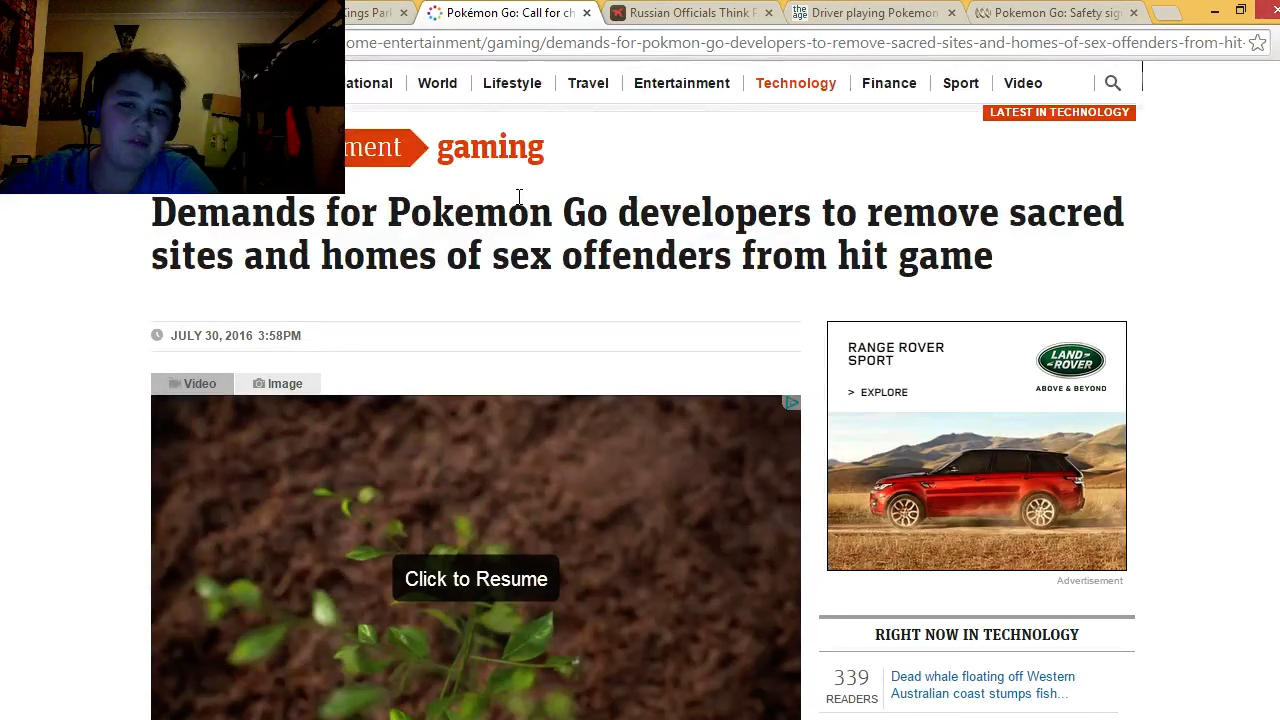 ings Parl
Pokémon Go: Call for ch
Russian Officials Think F
the age
Driver playing Pokemon
Pokemon Go: Safety sig
ome-entertainment/gaming/demands-for-pokmon-go-developers-to-remove-sacred-sites-and-homes-of-sex-offenders-from-hit-
ational World Lifestyle Travel Entertainment Technology Finance Sport Video
LATEST IN TECHNOLOGY
ment gaming
Demands for Pokemon Go developers to remove sacred
sites and homes of sex offenders from hit game
JULY 30, 2016 3:58PM
Video Image
Click to Resume
RANGE ROVER
SPORT
> EXPLORE
LAND-
ROVER
ABOVE & BEYOND
Advertisement
RIGHT NOW IN TECHNOLOGY
339
READERS
Dead whale floating off Western
Australian coast stumps fish...